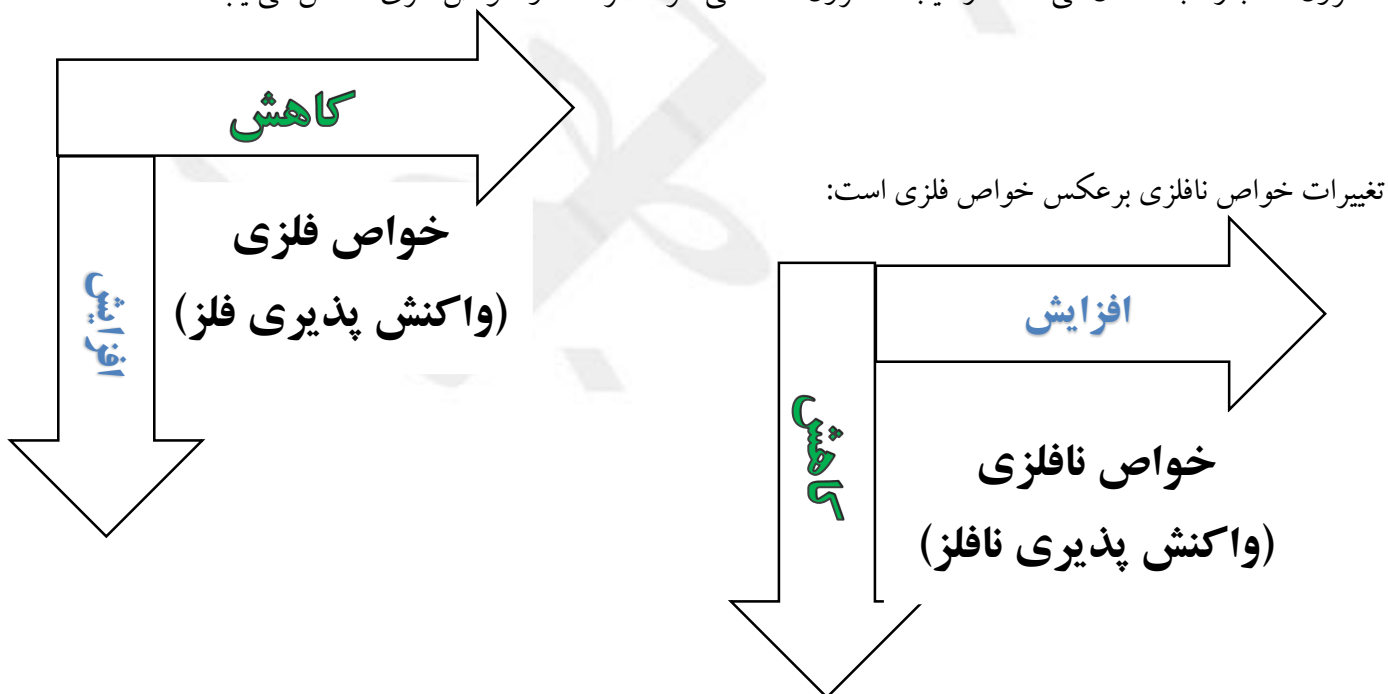 کاهش
افزایش
خواص فلزی
(واکنش پذیری فلز)
تغییرات خواص نافلزی برعکس خواص فلزی است:
افزایش
کاهش
خواص نافلزی
(واکنش پذیری نافلز)